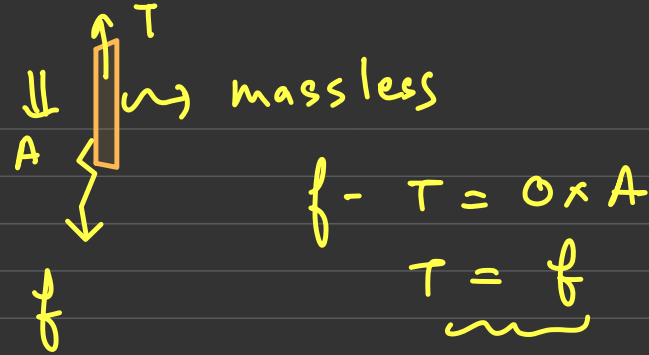 T
massless
A
f - T = 0 × A
T = f
f